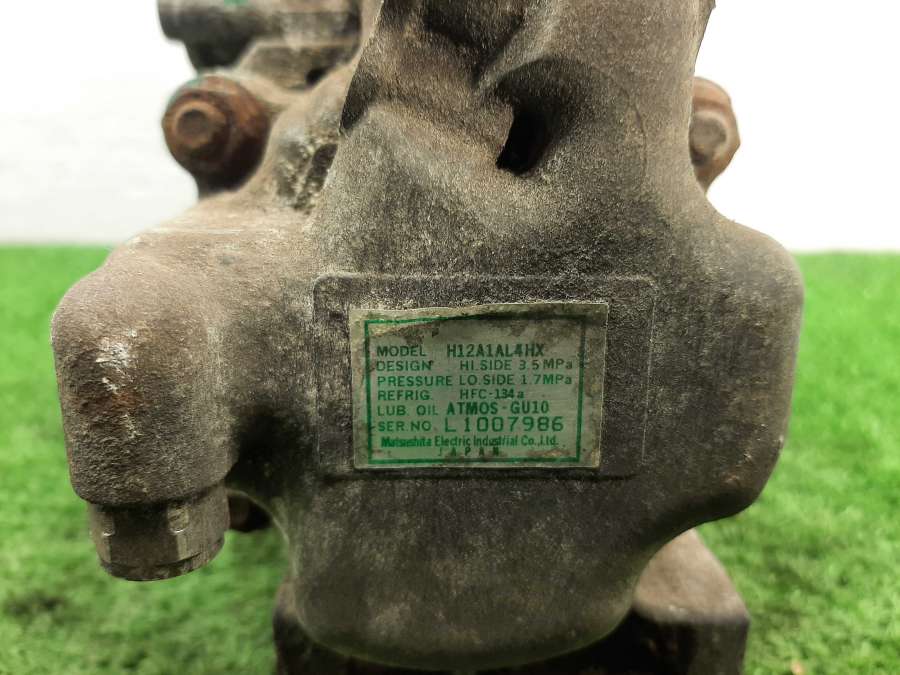 MODEL H12A1AL4HX
DESIGN HI.SIDE 3.5MPa
PRESSURE LO.SIDE 1.7MPa
REFRIG. HFC-134a
LUB. OIL ATMOS-GU10
SER.NO. L1007986
Matsushita Electric Industrial Co.,Ltd.
JAPAN